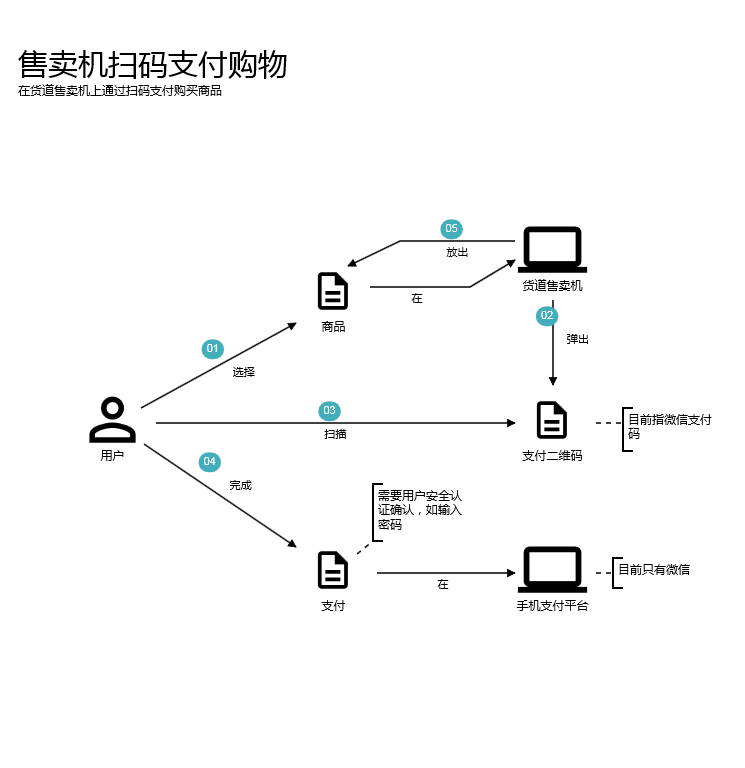 售卖机扫码支付购物
在货道售卖机上通过扫码支付购买商品
05
放出
货道售卖机
在
商品
02
弹出
01
选择
03
扫描
目前指微信支付
码
支付二维码
用户
04
完成
需要用户安全认
证确认，如输入
密码
目前只有微信
在
支付
手机支付平台